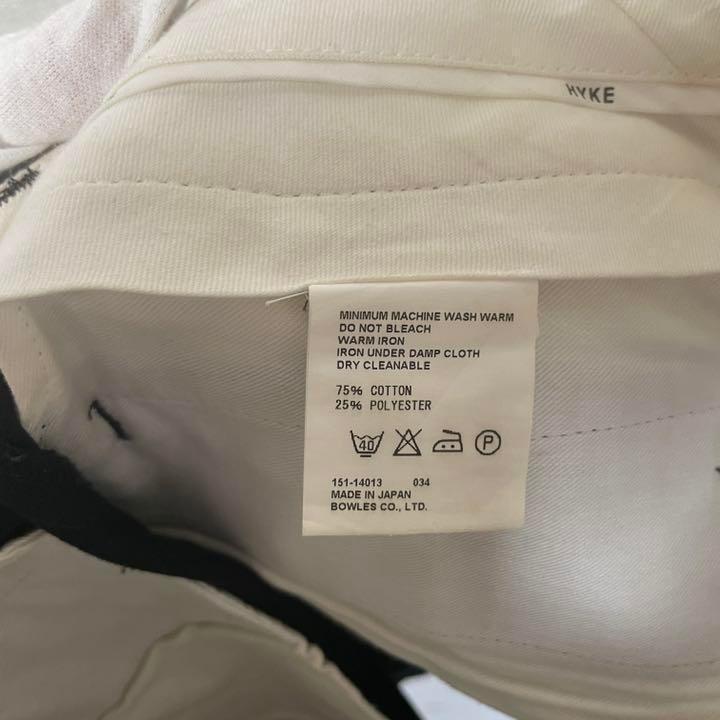 HYKE
MINIMUM MACHINE WASH WARM
DO NOT BLEACH
WARM IRON
IRON UNDER DAMP CLOTH
DRY CLEANABLE
75% COTTON
25% POLYESTER
40 P
151-14013 034
MADE IN JAPAN
BOWLES CO., LTD.